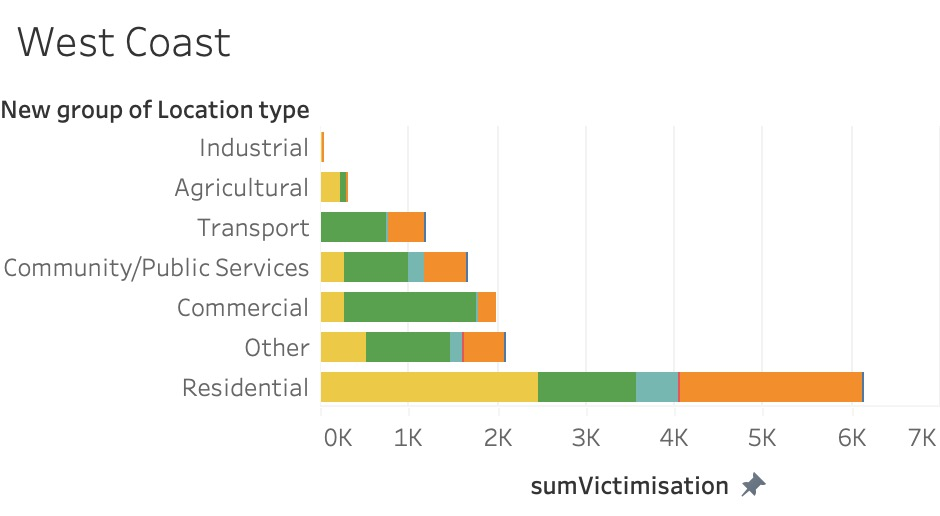 West Coast
New group of Location type
Industrial
Agricultural
Transport
Community/Public Services
Commercial
Other
Residential
0K 1K 2K 3K 4K 5K 6K 7K
sumVictimisation